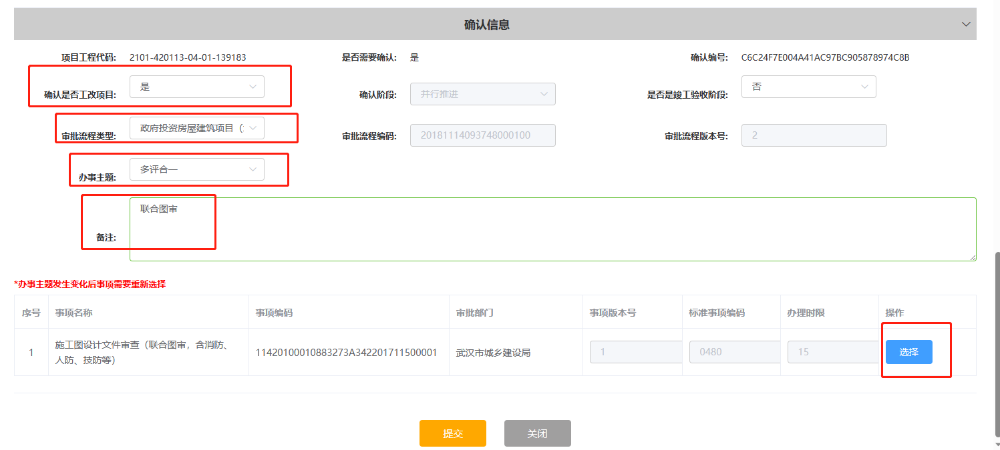 确认信息
项目工程代码: 2101-420113-04-01-139183 是否需要确认: 是 确认编号: C6C24F7E004A41AC97BC905878974C8B
确认是否工改项目: 是 确认阶段: 并行推进 是否是竣工验收阶段: 否
审批流程类型: 政府投资房屋建筑项目（ 审批流程编码: 20181114093748000100 审批流程版本号: 2
办事主题: 多评合一
备注: 联合图审
*办事主题发生变化后事项需要重新选择
序号 事项名称 事项编码 审批部门 事项版本号 标准事项编码 办理时限 操作
1 施工图设计文件审查（联合图审，含消防、 11420100010883273A342201711500001 武汉市城乡建设局 1 0480 15 选择
人防、技防等）
提交 关闭